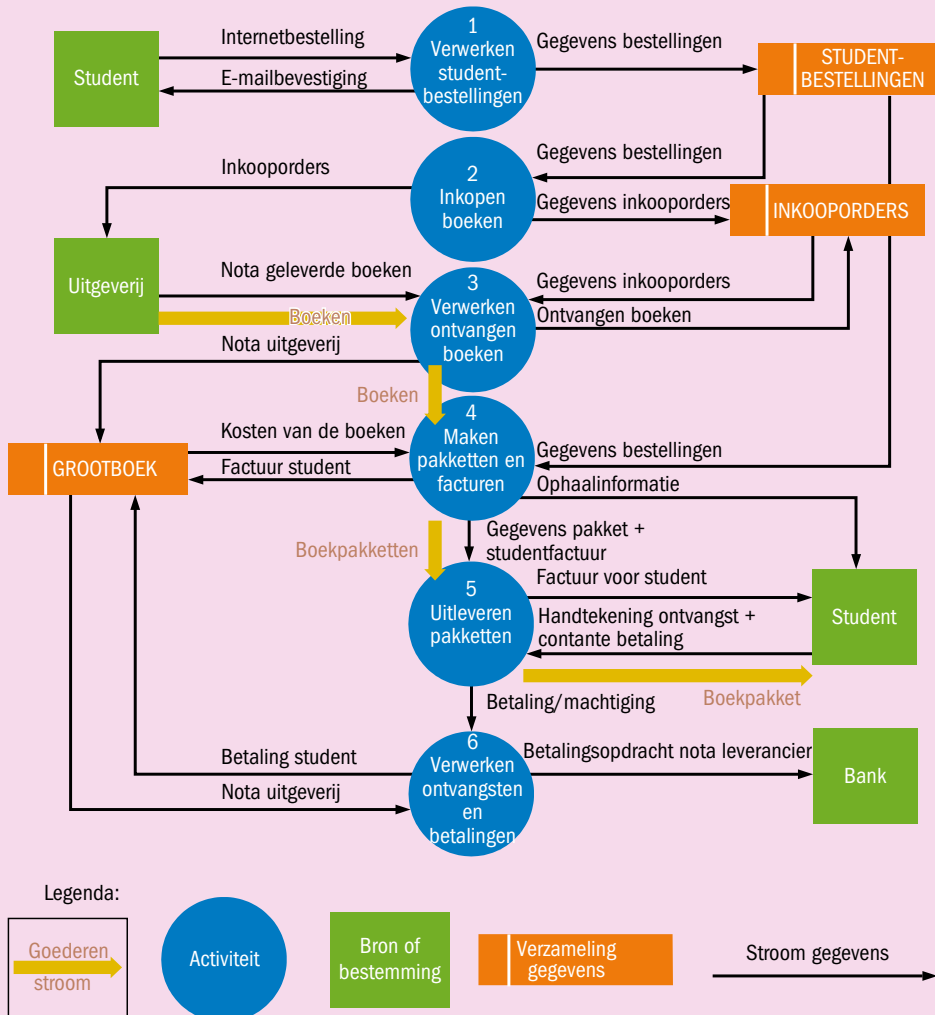 Internetbestelling
Student
E-mailbevestiging
1
Verwerken
student-
bestellingen
Gegevens bestellingen
STUDENT-
BESTELLINGEN
Gegevens bestellingen
Inkooporders
2
Inkopen
boeken
Gegevens inkooporders
INKOOPORDERS
Uitgeverij
Nota geleverde boeken
Boeken
3
Verwerken
ontvangen
boeken
Gegevens inkooporders
Ontvangen boeken
Nota uitgeverij
Boeken
GROOTBOEK
Kosten van de boeken
Factuur student
4
Maken
pakketten en
facturen
Gegevens bestellingen
Ophaalinformatie
Boekpakketten
Gegevens pakket +
studentfactuur
5
Uitleveren
pakketten
Factuur voor student
Handtekening ontvangst +
contante betaling
Student
Boekpakket
Betaling/machtiging
Betaling student
Nota uitgeverij
6
Verwerken
ontvangsten
en
betalingen
Betalingsopdracht nota leverancier
Bank
Legenda:
Goederen
stroom
Activiteit
Bron of
bestemming
Verzameling
gegevens
Stroom gegevens